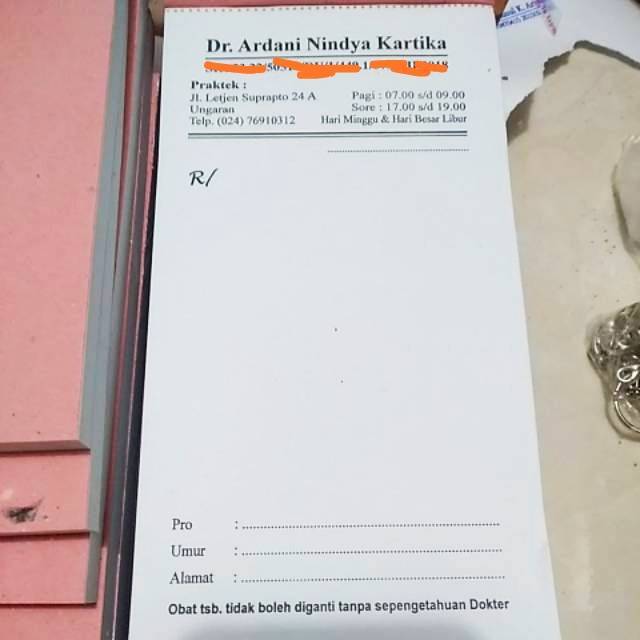 Dr. Ardani Nindya Kartika
Praktek :
Jl. Letjen Suprapto 24 A
Ungaran
Telp. (024) 76910312
Pagi : 07.00 s/d 09.00
Sore : 17.00 s/d 19.00
Hari Minggu & Hari Besar Libur
R/
Pro :
Umur :
Alamat :
Obat tsb. tidak boleh diganti tanpa sepengetahuan Dokter